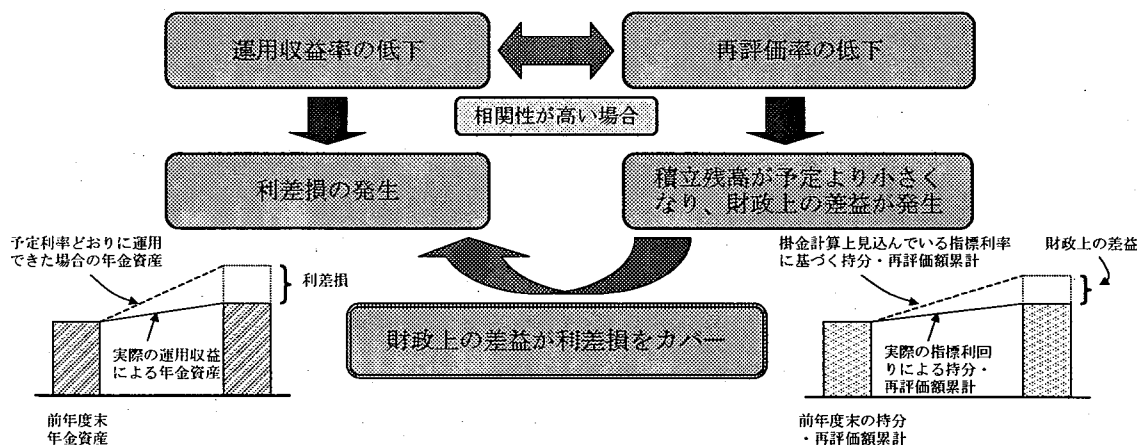 運用収益率の低下
再評価率の低下
相関性が高い場合
利差損の発生
積立残高が予定より小さく
なり、財政上の差益が発生
予定利率どおりに運用
できた場合の年金資産
利差損
実際の運用収益
による年金資産
前年度末
年金資産
掛金計算上見込んでいる指標利率
に基づく持分・再評価額累計
財政上の差益
実際の指標利回
りによる持分・
再評価額累計
前年度末の持分
・再評価額累計
財政上の差益が利差損をカバー